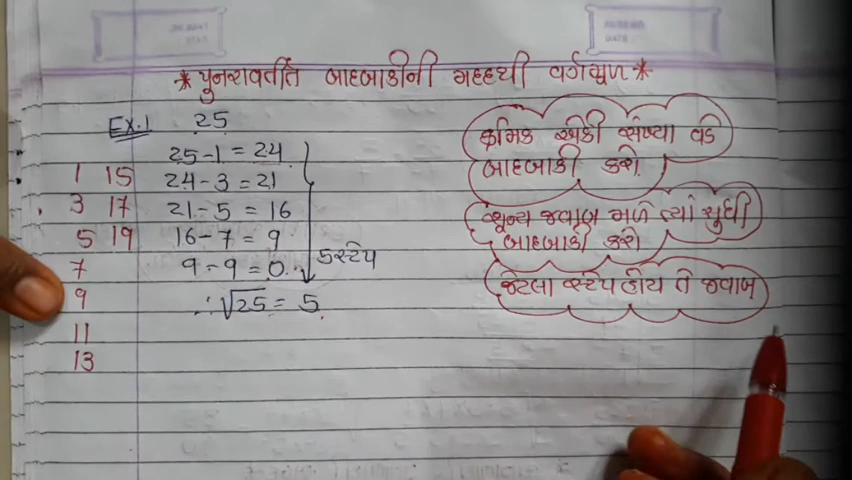 * પુનરાવર્તીત બાદબાકીની મદદથી વર્ગમૂળ *
Ex.1 25
25 - 1 = 24
24 - 3 = 21
21 - 5 = 16
16 - 7 = 9
9 - 9 = 0
5 સ્ટેપ
∴ √25 = 5
1 15
3 17
5 19
7
9
11
13
ક્રમિક એકી સંખ્યા વડે
બાદબાકી કરો.
શૂન્ય જવાબ મળે ત્યાં સુધી
બાદબાકી કરો
જેટલા સ્ટેપ હોય તે જવાબ